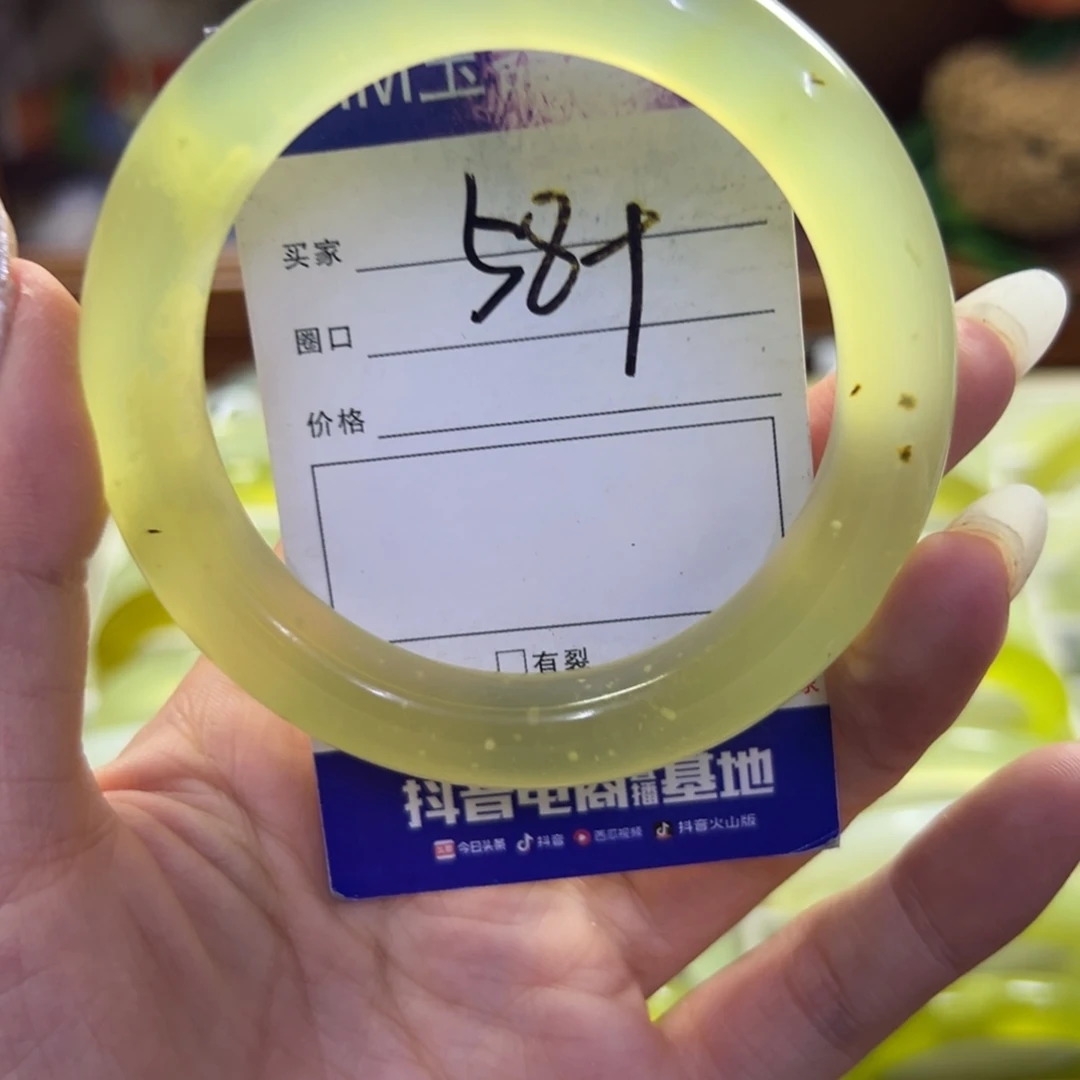 买家
584
圈口
价格
□有裂
抖音电商直播基地
今日头条 抖音 西瓜视频 抖音火山版